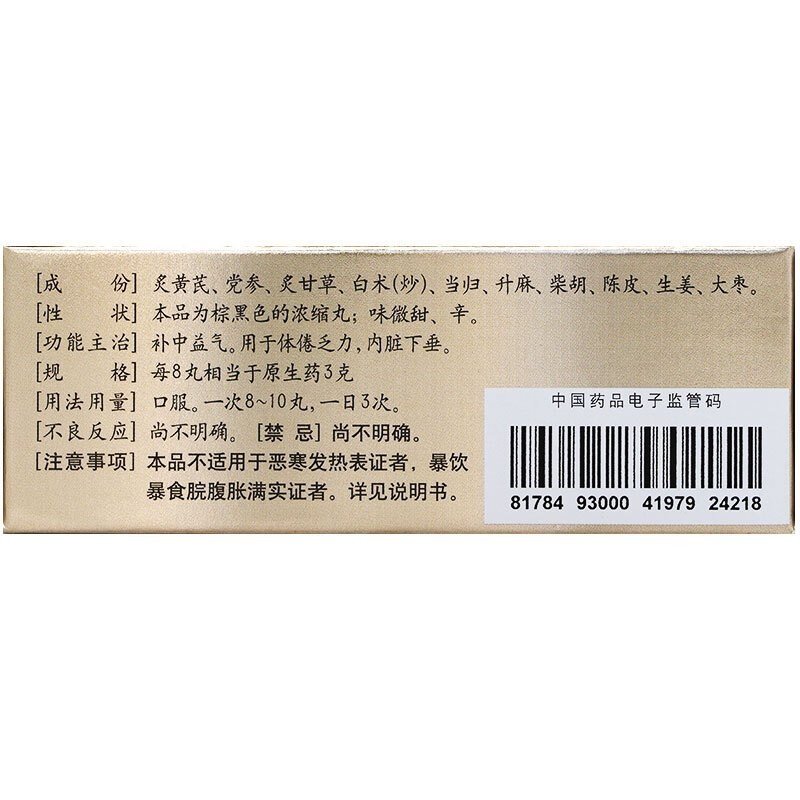 [成　　份] 炙黄芪、党参、炙甘草、白术(炒)、当归、升麻、柴胡、陈皮、生姜、大枣。
[性　　状] 本品为棕黑色的浓缩丸；味微甜、辛。
[功能主治] 补中益气。用于体倦乏力，内脏下垂。
[规　　格] 每8丸相当于原生药3克
[用法用量] 口服。一次8~10丸，一日3次。
[不良反应] 尚不明确。 [禁 忌] 尚不明确。
[注意事项] 本品不适用于恶寒发热表证者，暴饮
暴食脘腹胀满实证者。详见说明书。
中国药品电子监管码
81784 93000 41979 24218